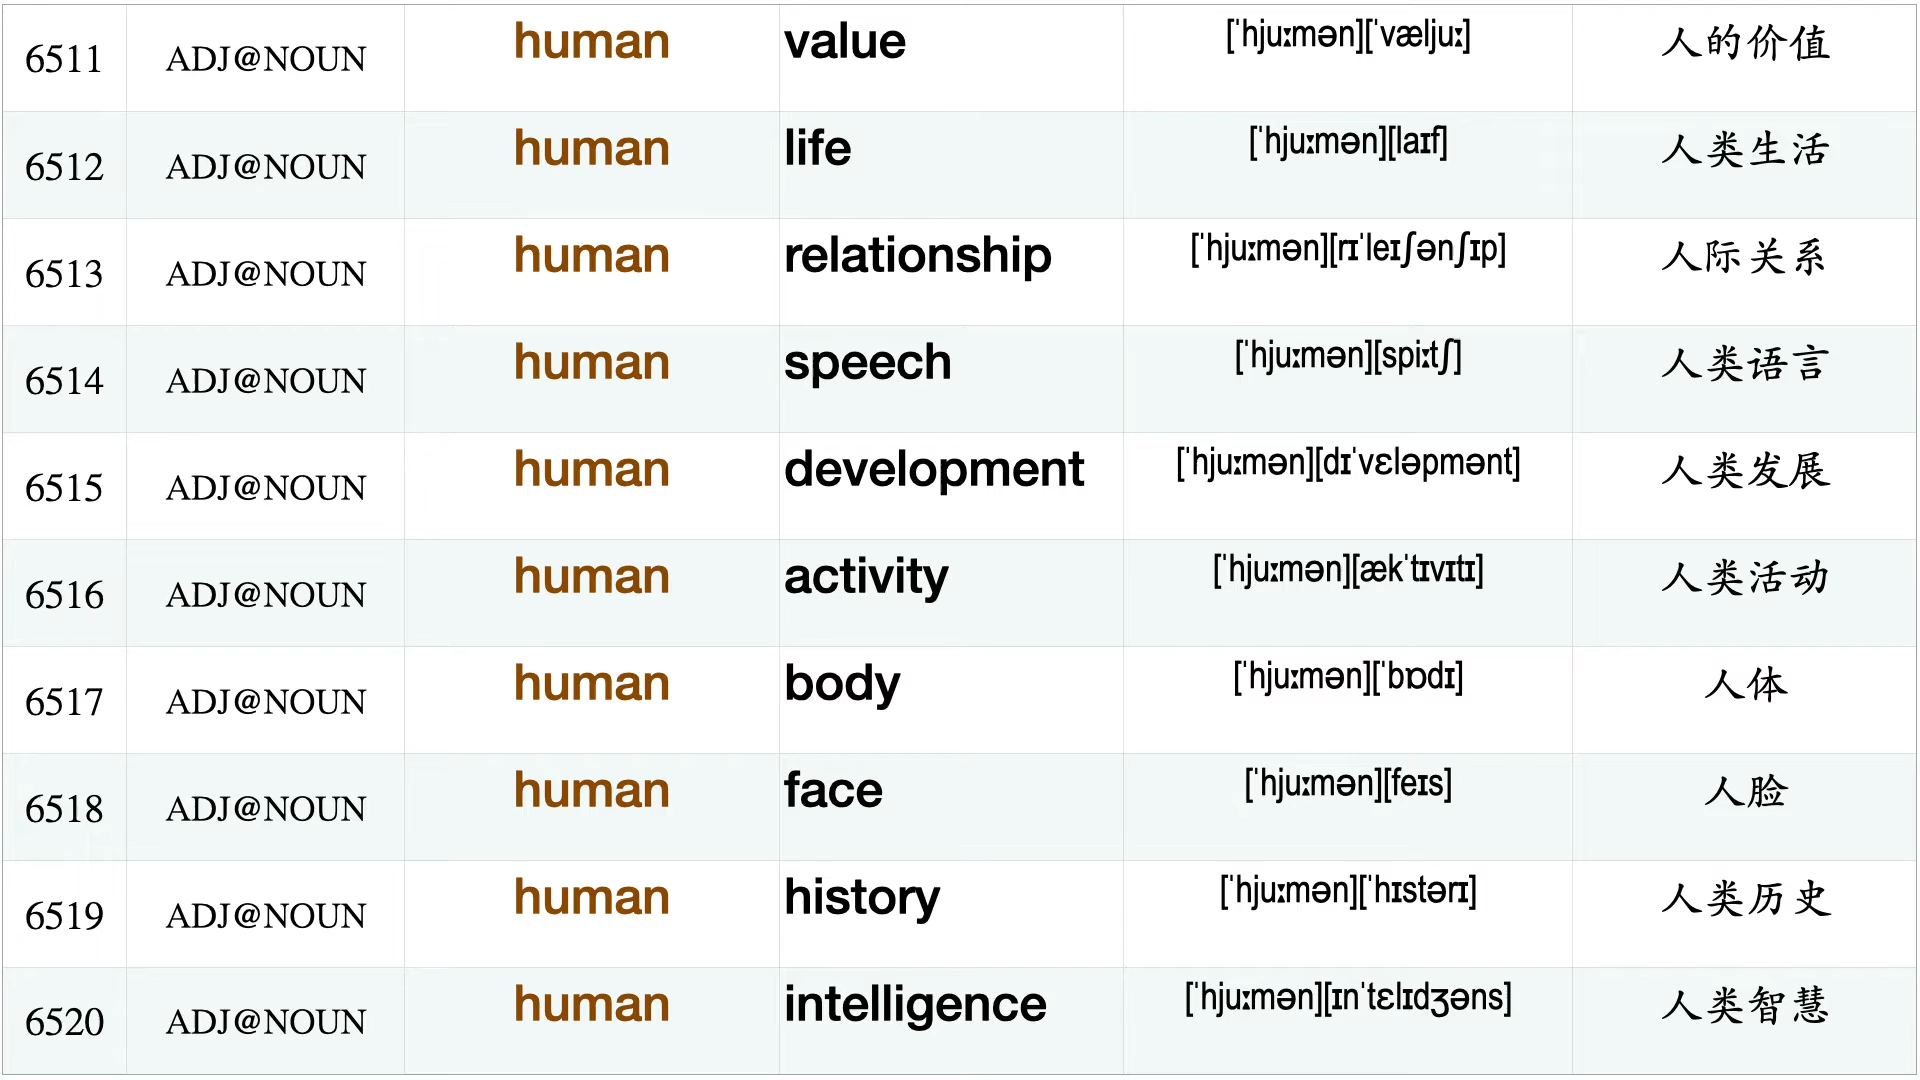 6511 ADJ@NOUN human value [ˈhjuːmən][ˈvæljuː] 人的价值
6512 ADJ@NOUN human life [ˈhjuːmən][laɪf] 人类生活
6513 ADJ@NOUN human relationship [ˈhjuːmən][rɪˈleɪʃənʃɪp] 人际关系
6514 ADJ@NOUN human speech [ˈhjuːmən][spiːtʃ] 人类语言
6515 ADJ@NOUN human development [ˈhjuːmən][dɪˈvɛləpmənt] 人类发展
6516 ADJ@NOUN human activity [ˈhjuːmən][ækˈtɪvɪtɪ] 人类活动
6517 ADJ@NOUN human body [ˈhjuːmən][ˈbɒdɪ] 人体
6518 ADJ@NOUN human face [ˈhjuːmən][feɪs] 人脸
6519 ADJ@NOUN human history [ˈhjuːmən][ˈhɪstərɪ] 人类历史
6520 ADJ@NOUN human intelligence [ˈhjuːmən][ɪnˈtɛlɪdʒəns] 人类智慧